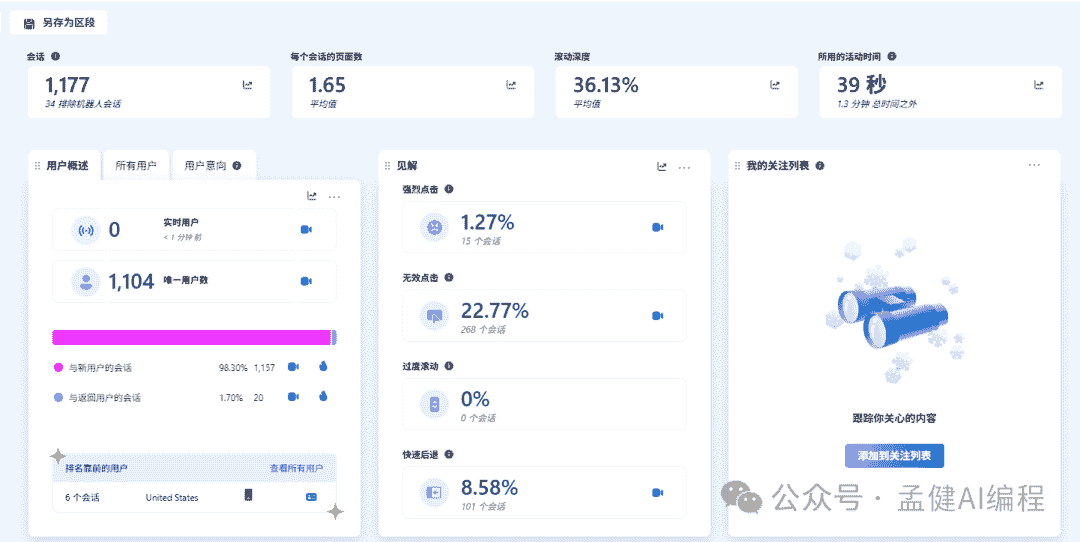 另存为区段
会话
每个会话的页面数
滚动深度
所用的活动时间
1,177
1.65
36.13%
39 秒
34 排除机器人会话
平均值
平均值
1.3 分钟 总时间之外
用户概述
所有用户
用户意向
0
实时用户
< 1 分钟 前
1,104
唯一用户数
与新用户的会话
98.30%
1,157
与返回用户的会话
1.70%
20
排名靠前的用户
查看所有用户
6 个会话
United States
见解
强烈点击
1.27%
15 个会话
无效点击
22.77%
268 个会话
过度滚动
0%
0 个会话
快速后退
8.58%
101 个会话
我的关注列表
跟踪你关心的内容
添加到关注列表
公众号 · 孟健AI编程